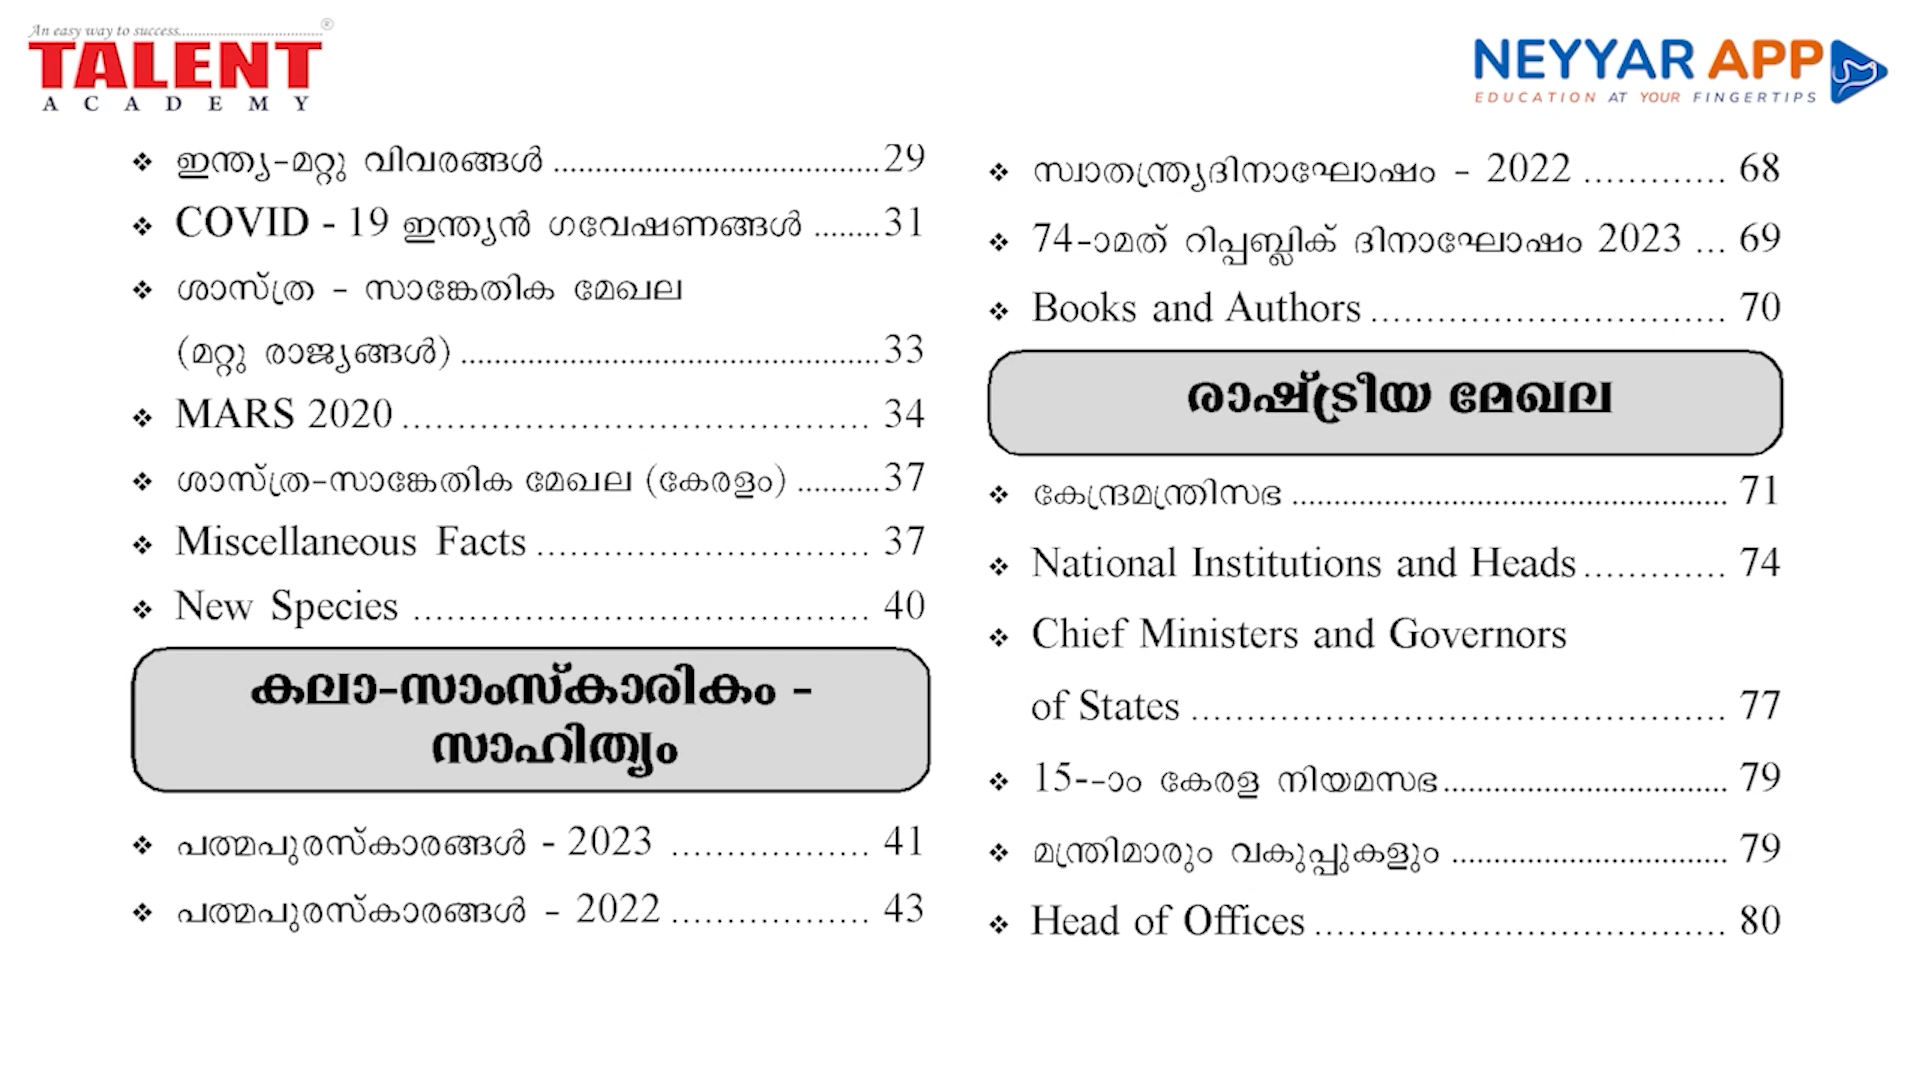 An easy way to success.................................®
TALENT
ACADEMY
NEYYAR APP
EDUCATION AT YOUR FINGERTIPS
❖ ഇന്ത്യ-മറ്റു വിവരങ്ങൾ ....................................29
❖ COVID - 19 ഇന്ത്യൻ ഗവേഷണങ്ങൾ ........31
❖ ശാസ്ത്ര - സാങ്കേതിക മേഖല
(മറ്റു രാജ്യങ്ങൾ) ..............................................33
❖ MARS 2020 ...................................... 34
❖ ശാസ്ത്ര-സാങ്കേതിക മേഖല (കേരളം) ..........37
❖ Miscellaneous Facts ........................... 37
❖ New Species ..................................... 40
കലാ-സാംസ്കാരികം -
സാഹിത്യം
❖ പത്മപുരസ്കാരങ്ങൾ - 2023 ................ 41
❖ പത്മപുരസ്കാരങ്ങൾ - 2022 ................ 43
❖ സ്വാതന്ത്ര്യദിനാഘോഷം - 2022 ............. 68
❖ 74-ാമത് റിപ്പബ്ലിക് ദിനാഘോഷം 2023 ... 69
❖ Books and Authors ............................. 70
രാഷ്ട്രീയ മേഖല
❖ കേന്ദ്രമന്ത്രിസഭ ................................................ 71
❖ National Institutions and Heads ............ 74
❖ Chief Ministers and Governors
of States ........................................... 77
❖ 15--ാം കേരള നിയമസഭ ............................... 79
❖ മന്ത്രിമാരും വകുപ്പുകളും .............................. 79
❖ Head of Offices ................................. 80